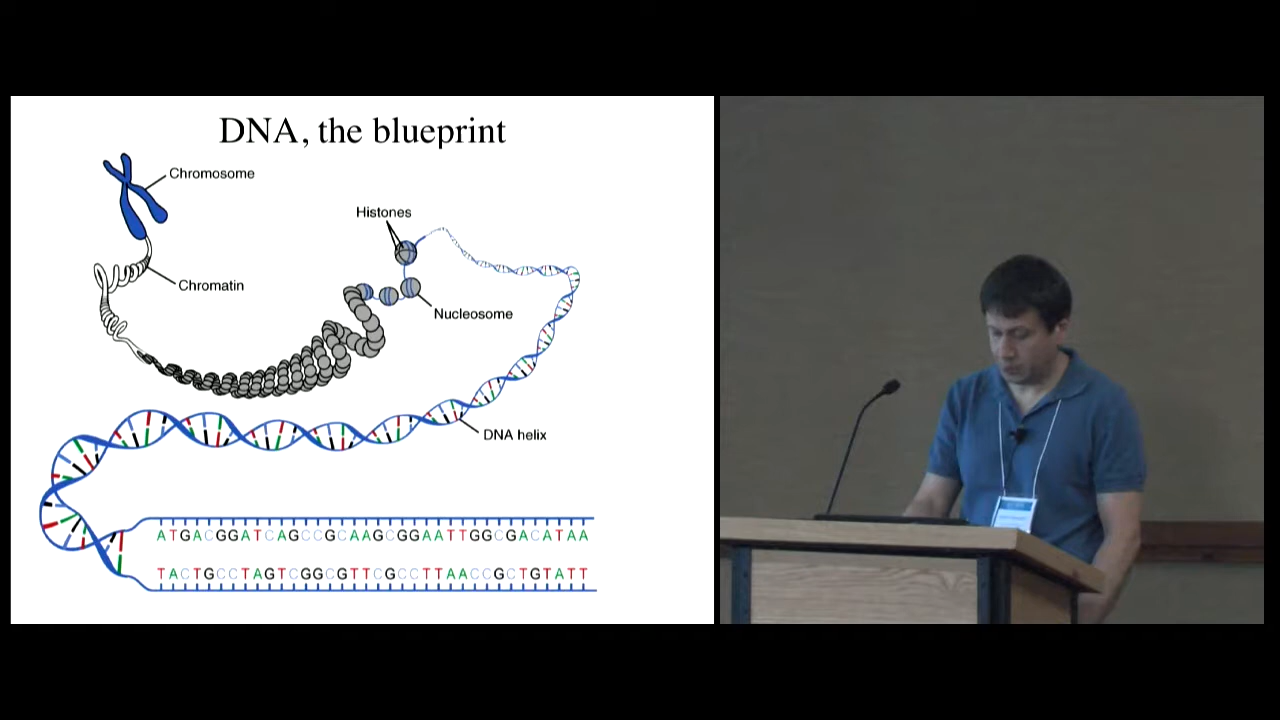 DNA, the blueprint
Chromosome
Histones
Chromatin
Nucleosome
DNA helix
ATGACGGATCAGCCGCAAGCGGAATTGGCGACATAA
TACTGCCTAGTCGGCGTTCGCCTTAACCGCTGTATT